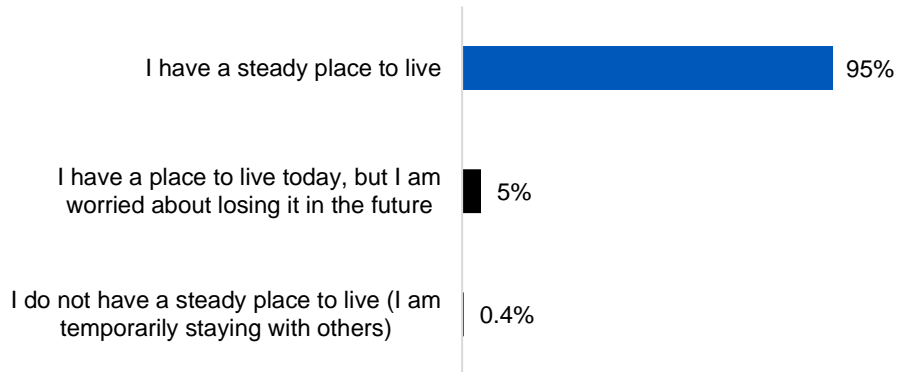 I have a steady place to live
95%
I have a place to live today, but I am
worried about losing it in the future
5%
I do not have a steady place to live (I am
temporarily staying with others)
0.4%